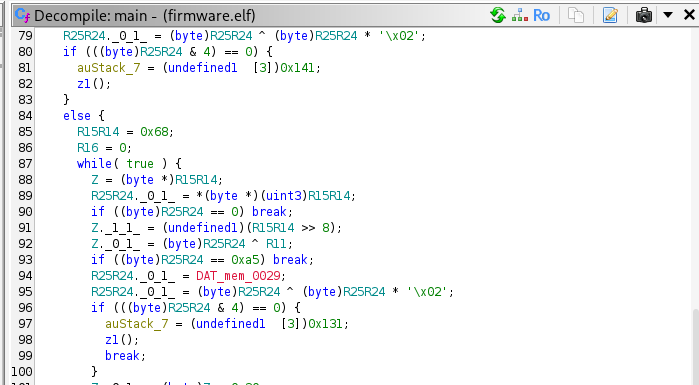 Decompile: main - (firmware.elf)
Ro
79 R25R24._0_1_ = (byte)R25R24 ^ (byte)R25R24 * '\x02';
80 if (((byte)R25R24 & 4) == 0) {
81 auStack_7 = (undefined1 [3])0x141;
82 z1();
83 }
84 else {
85 R15R14 = 0x68;
86 R16 = 0;
87 while( true ) {
88 Z = (byte *)R15R14;
89 R25R24._0_1_ = *(byte *)(uint3)R15R14;
90 if ((byte)R25R24 == 0) break;
91 Z._1_1_ = (undefined1)(R15R14 >> 8);
92 Z._0_1_ = (byte)R25R24 ^ R11;
93 if ((byte)R25R24 == 0xa5) break;
94 R25R24._0_1_ = DAT_mem_0029;
95 R25R24._0_1_ = (byte)R25R24 ^ (byte)R25R24 * '\x02';
96 if (((byte)R25R24 & 4) == 0) {
97 auStack_7 = (undefined1 [3])0x131;
98 z1();
99 break;
100 }